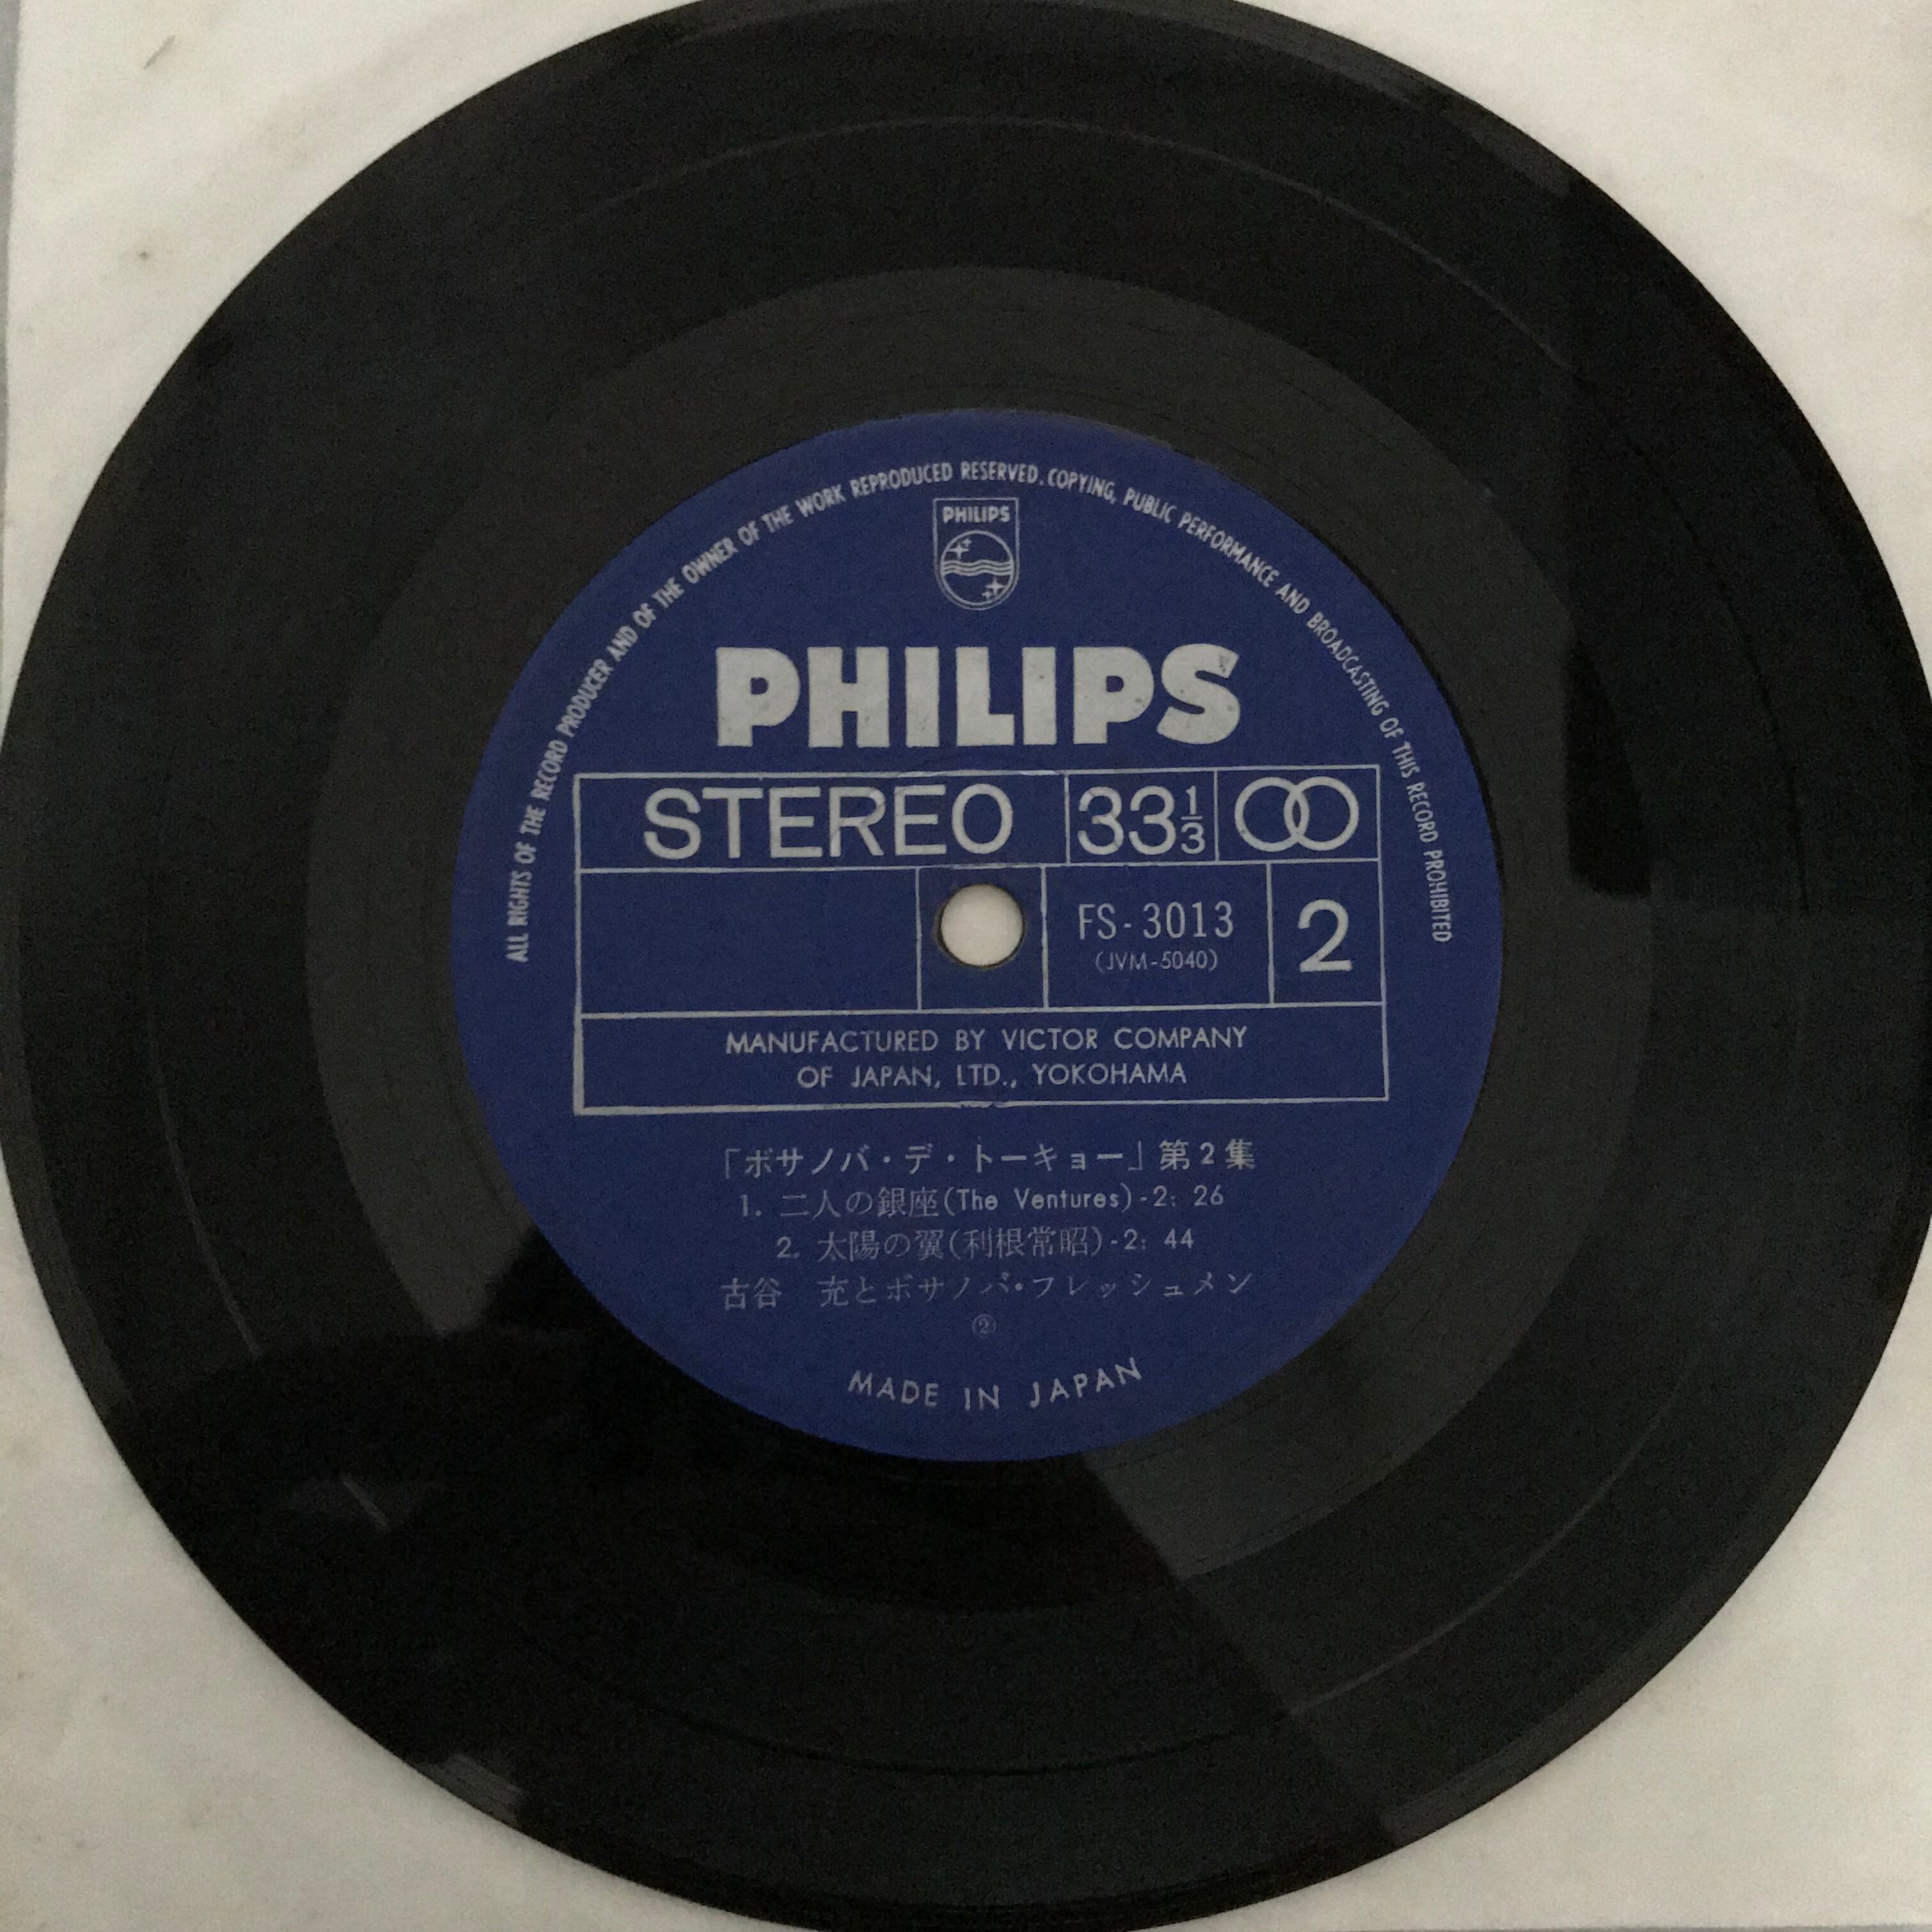 ALL RIGHTS OF THE RECORD PRODUCER AND OF THE OWNER OF THE WORK REPRODUCED RESERVED. COPYING, PUBLIC PERFORMANCE AND BROADCASTING OF THIS RECORD PROHIBITED
PHILIPS
PHILIPS
STEREO 33 1/3
FS-3013 2
(JVM-5040)
MANUFACTURED BY VICTOR COMPANY
OF JAPAN, LTD., YOKOHAMA
「ボサノバ・デ・トーキョー」第2集
1. 二人の銀座(The Ventures)-2: 26
2. 太陽の翼(利根常昭)-2: 44
古谷 充とボサノバ・フレッシュメン
②
MADE IN JAPAN